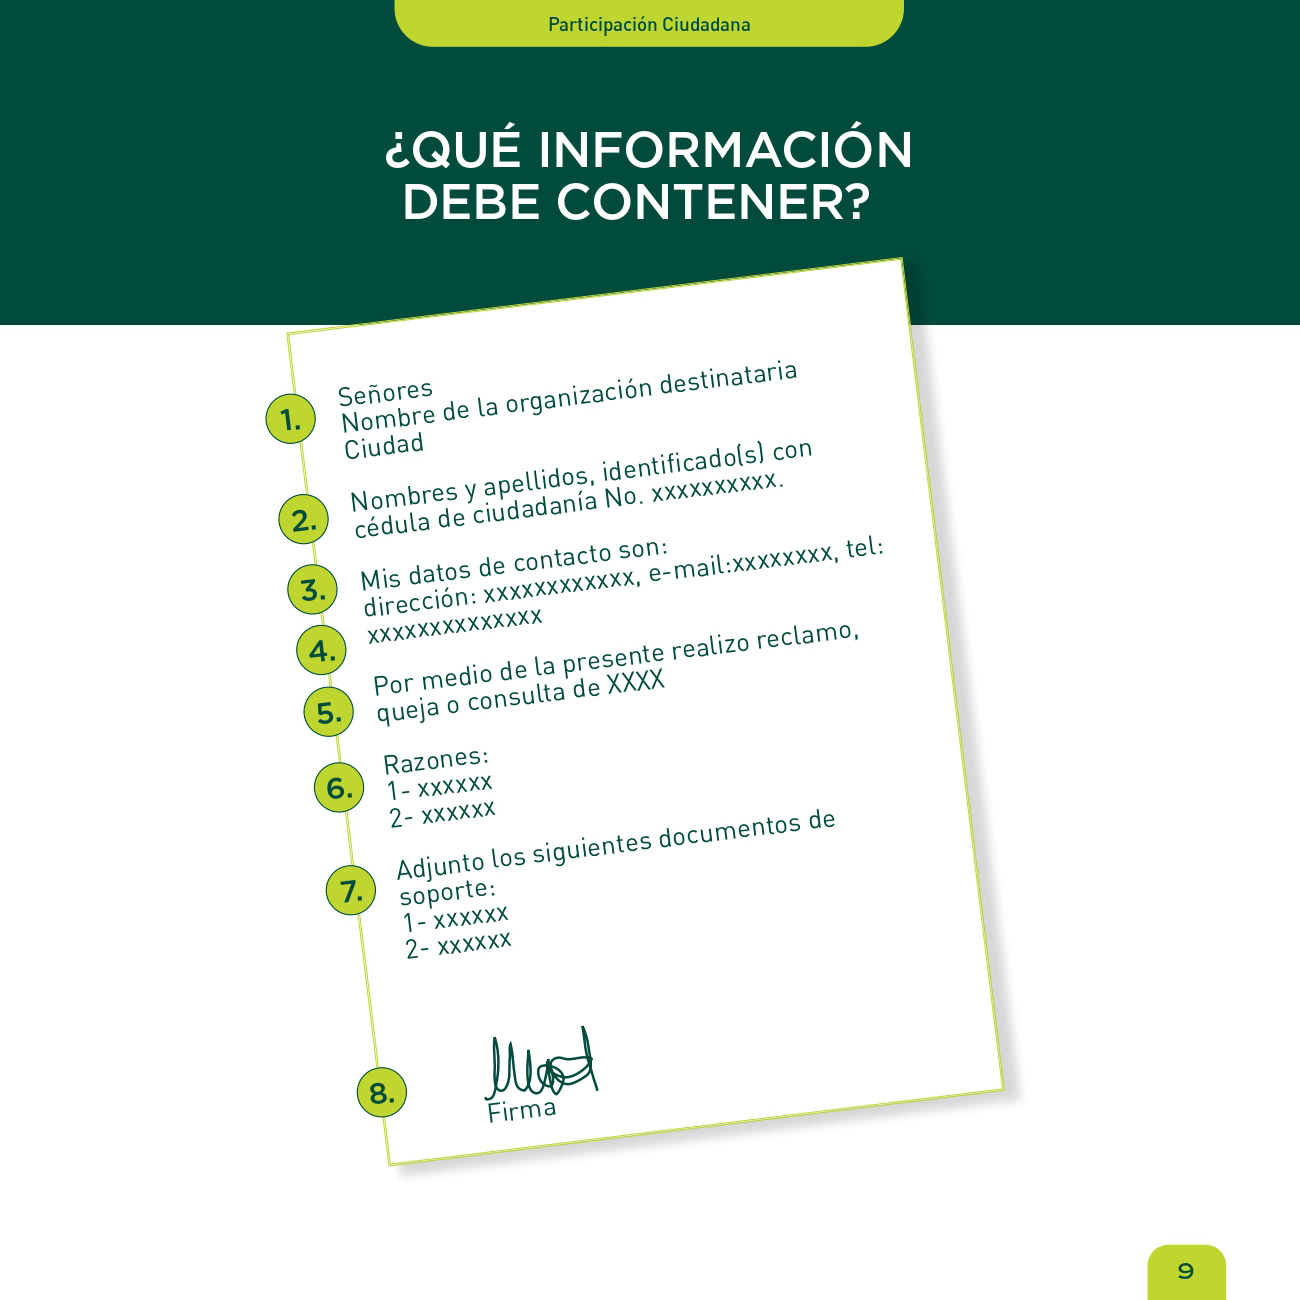 Participación Ciudadana
¿QUÉ INFORMACIÓN
DEBE CONTENER?
1.
Señores
Nombre de la organización destinataria
Ciudad
2.
Nombres y apellidos, identificado(s) con
cédula de ciudadanía No. xxxxxxxxxx.
3.
Mis datos de contacto son:
dirección: xxxxxxxxxxxx, e-mail:xxxxxxxx, tel:
xxxxxxxxxxxxxx
4.
5.
Por medio de la presente realizo reclamo,
queja o consulta de XXXX
6.
Razones:
1- xxxxxx
2- xxxxxx
7.
Adjunto los siguientes documentos de
soporte:
1- xxxxxx
2- xxxxxx
8.
Firma
9